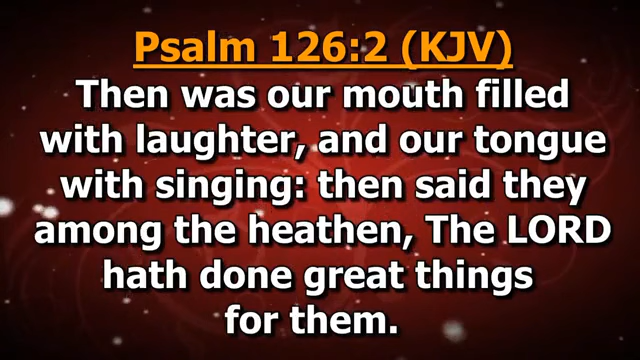 Psalm 126:2 (KJV)
Then was our mouth filled
with laughter, and our tongue
with singing: then said they
among the heathen, The LORD
hath done great things
for them.